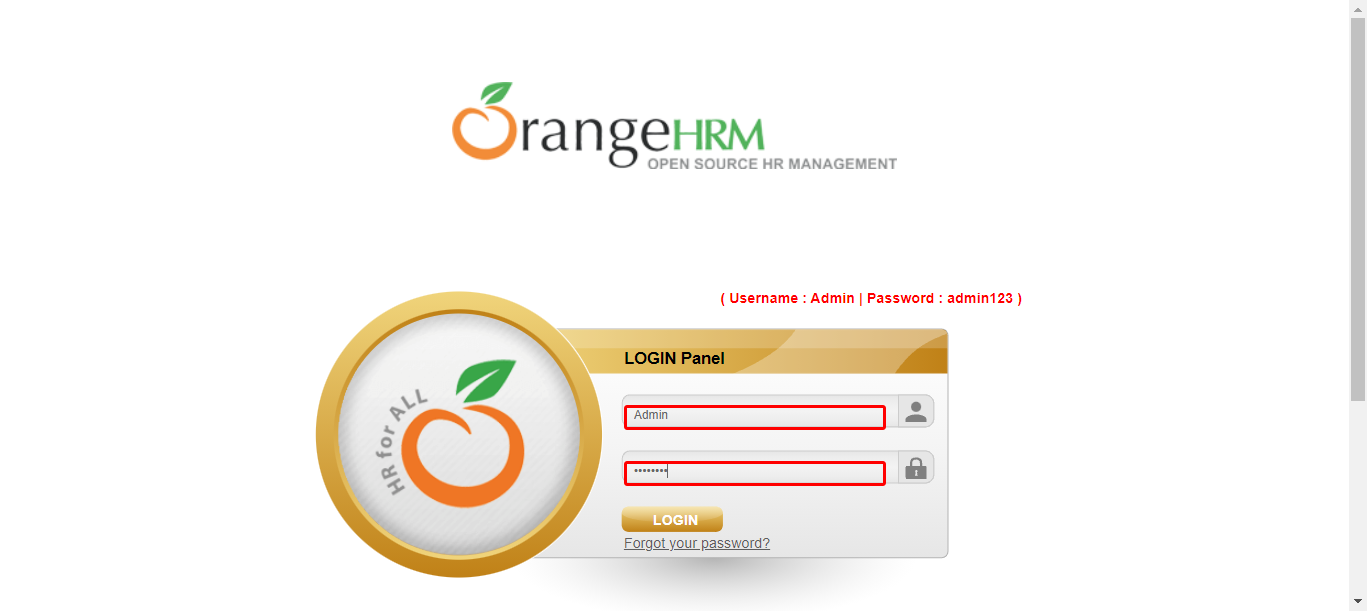 OrangeHRM
OPEN SOURCE HR MANAGEMENT
( Username : Admin | Password : admin123 )
HR for ALL
LOGIN Panel
Admin
••••••••
LOGIN
Forgot your password?